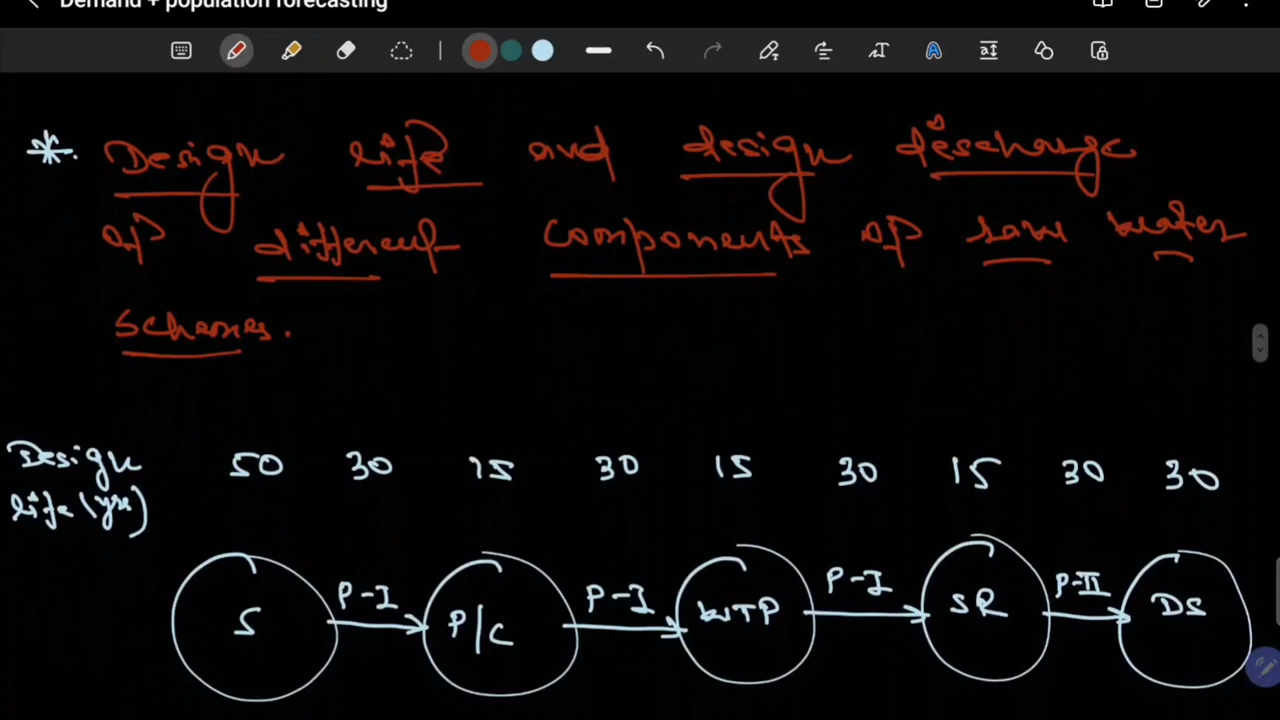 Demand + population forecasting
*. Design life and design discharge
of different components of raw water
schemes.
Design 50 30 15 30 15 30 15 30 30
life (yrs)
S P-I P/C P-I WTP P-I SR P-II DS